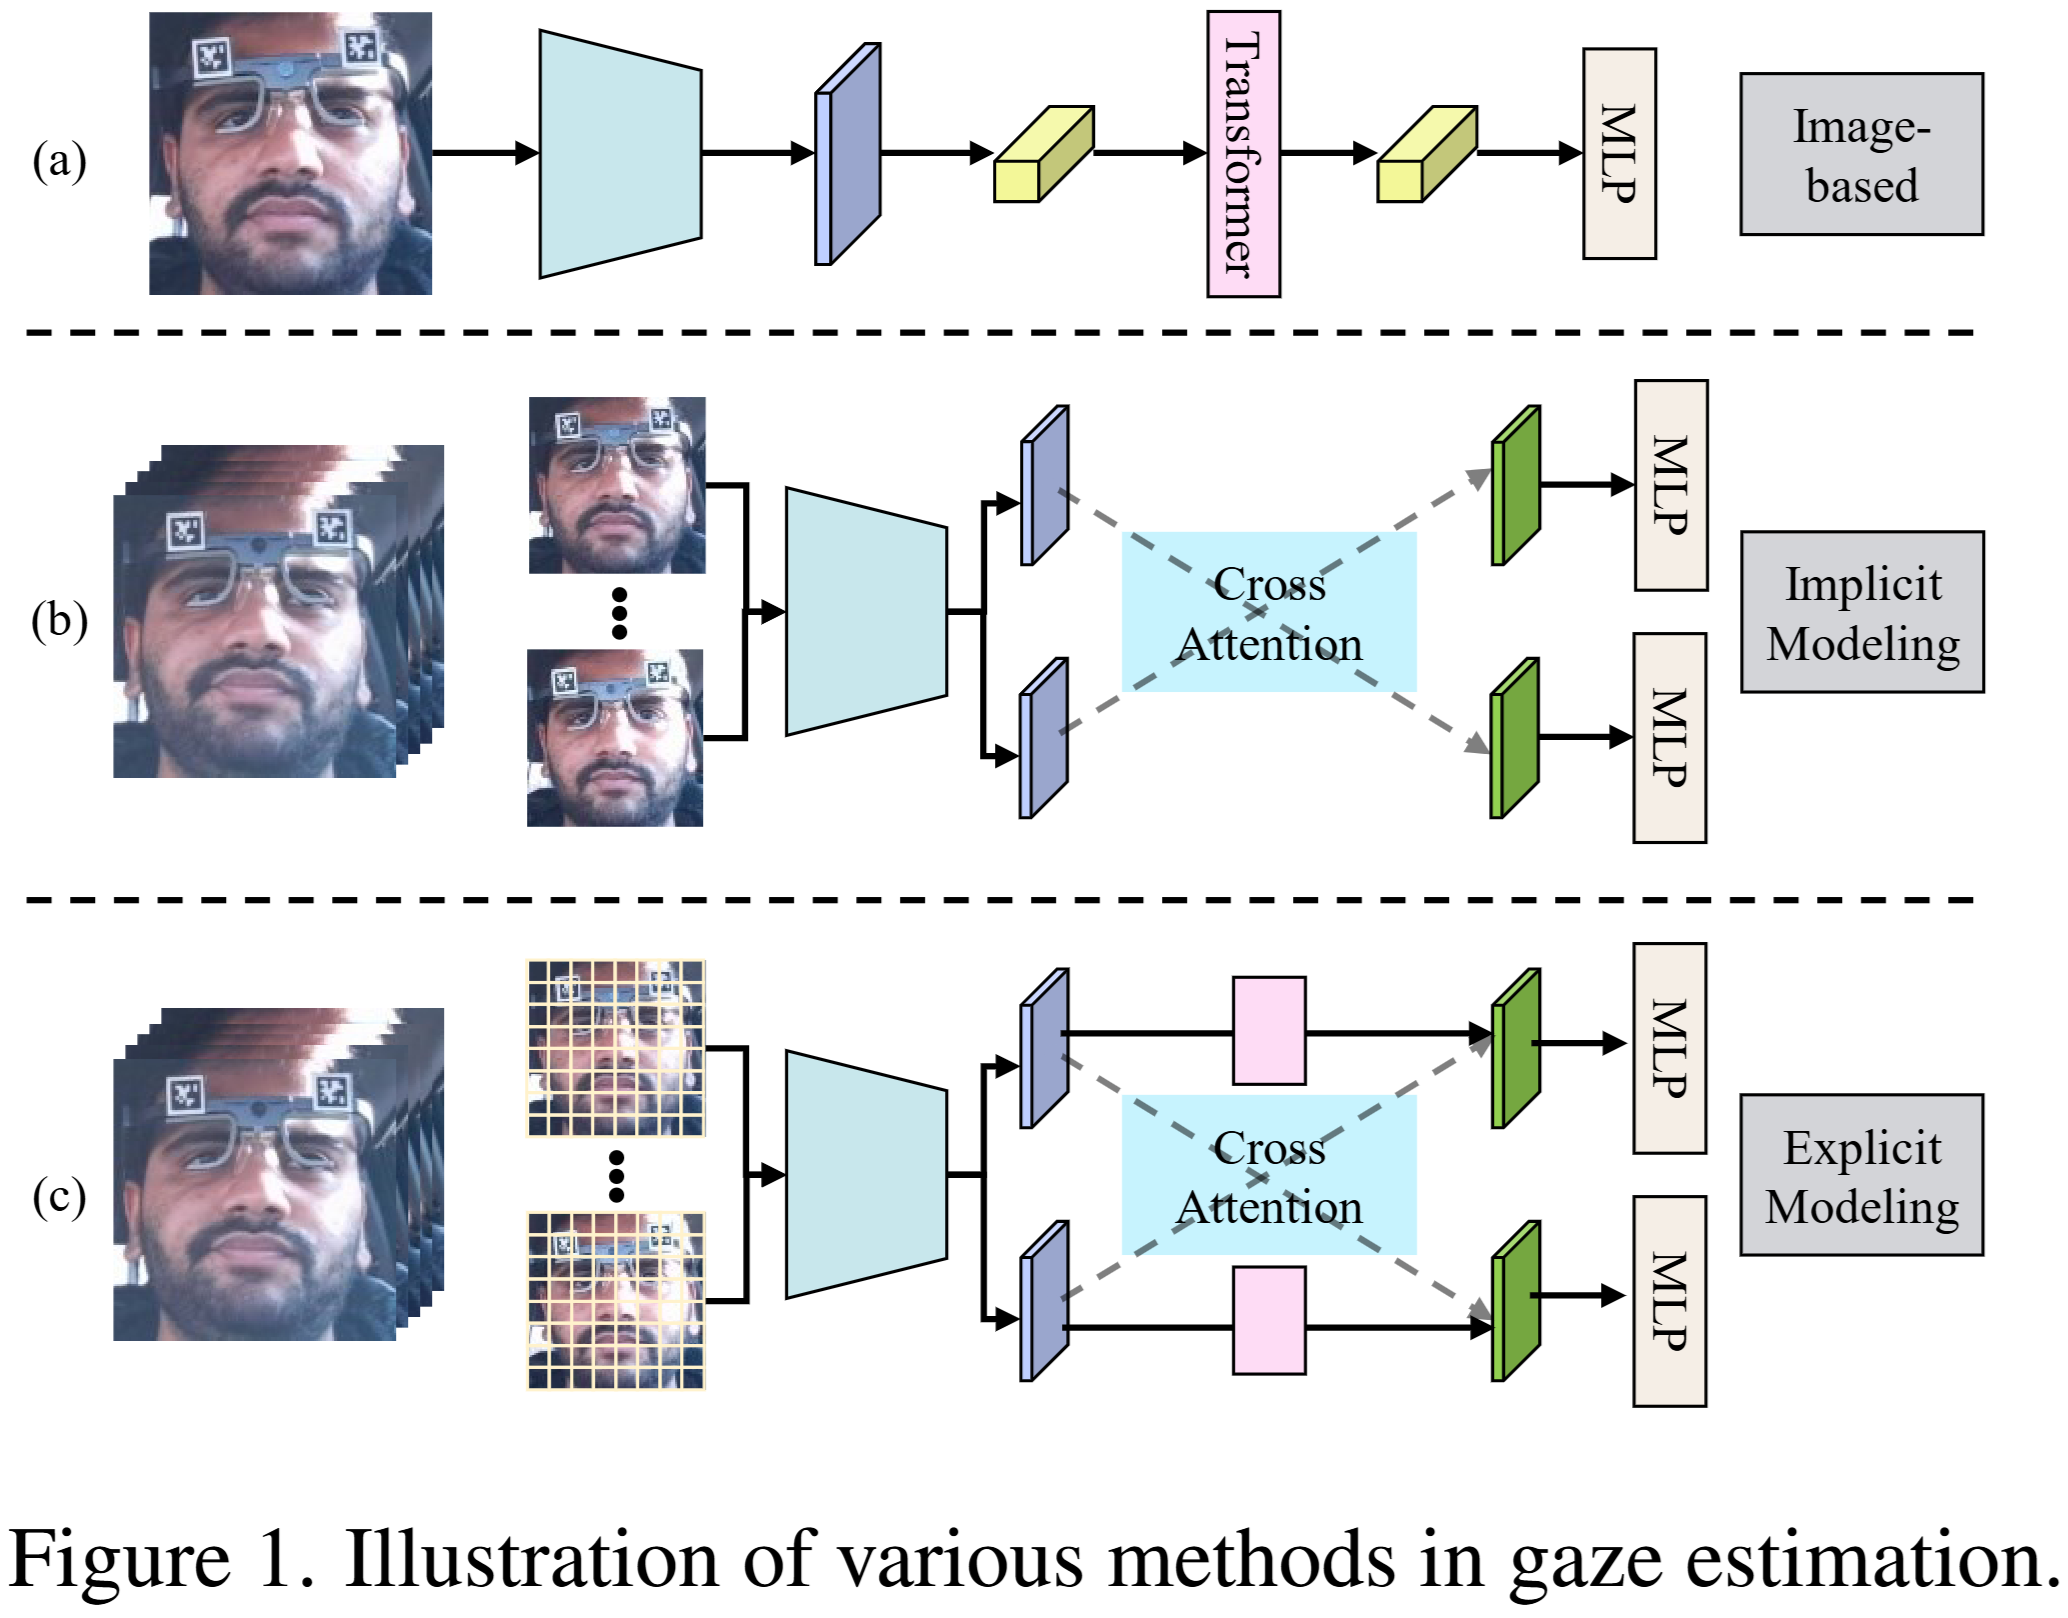 (a)
Transformer
MLP
Image-
based
(b)
Cross
Attention
MLP
MLP
Implicit
Modeling
(c)
Cross
Attention
MLP
MLP
Explicit
Modeling
Figure 1. Illustration of various methods in gaze estimation.